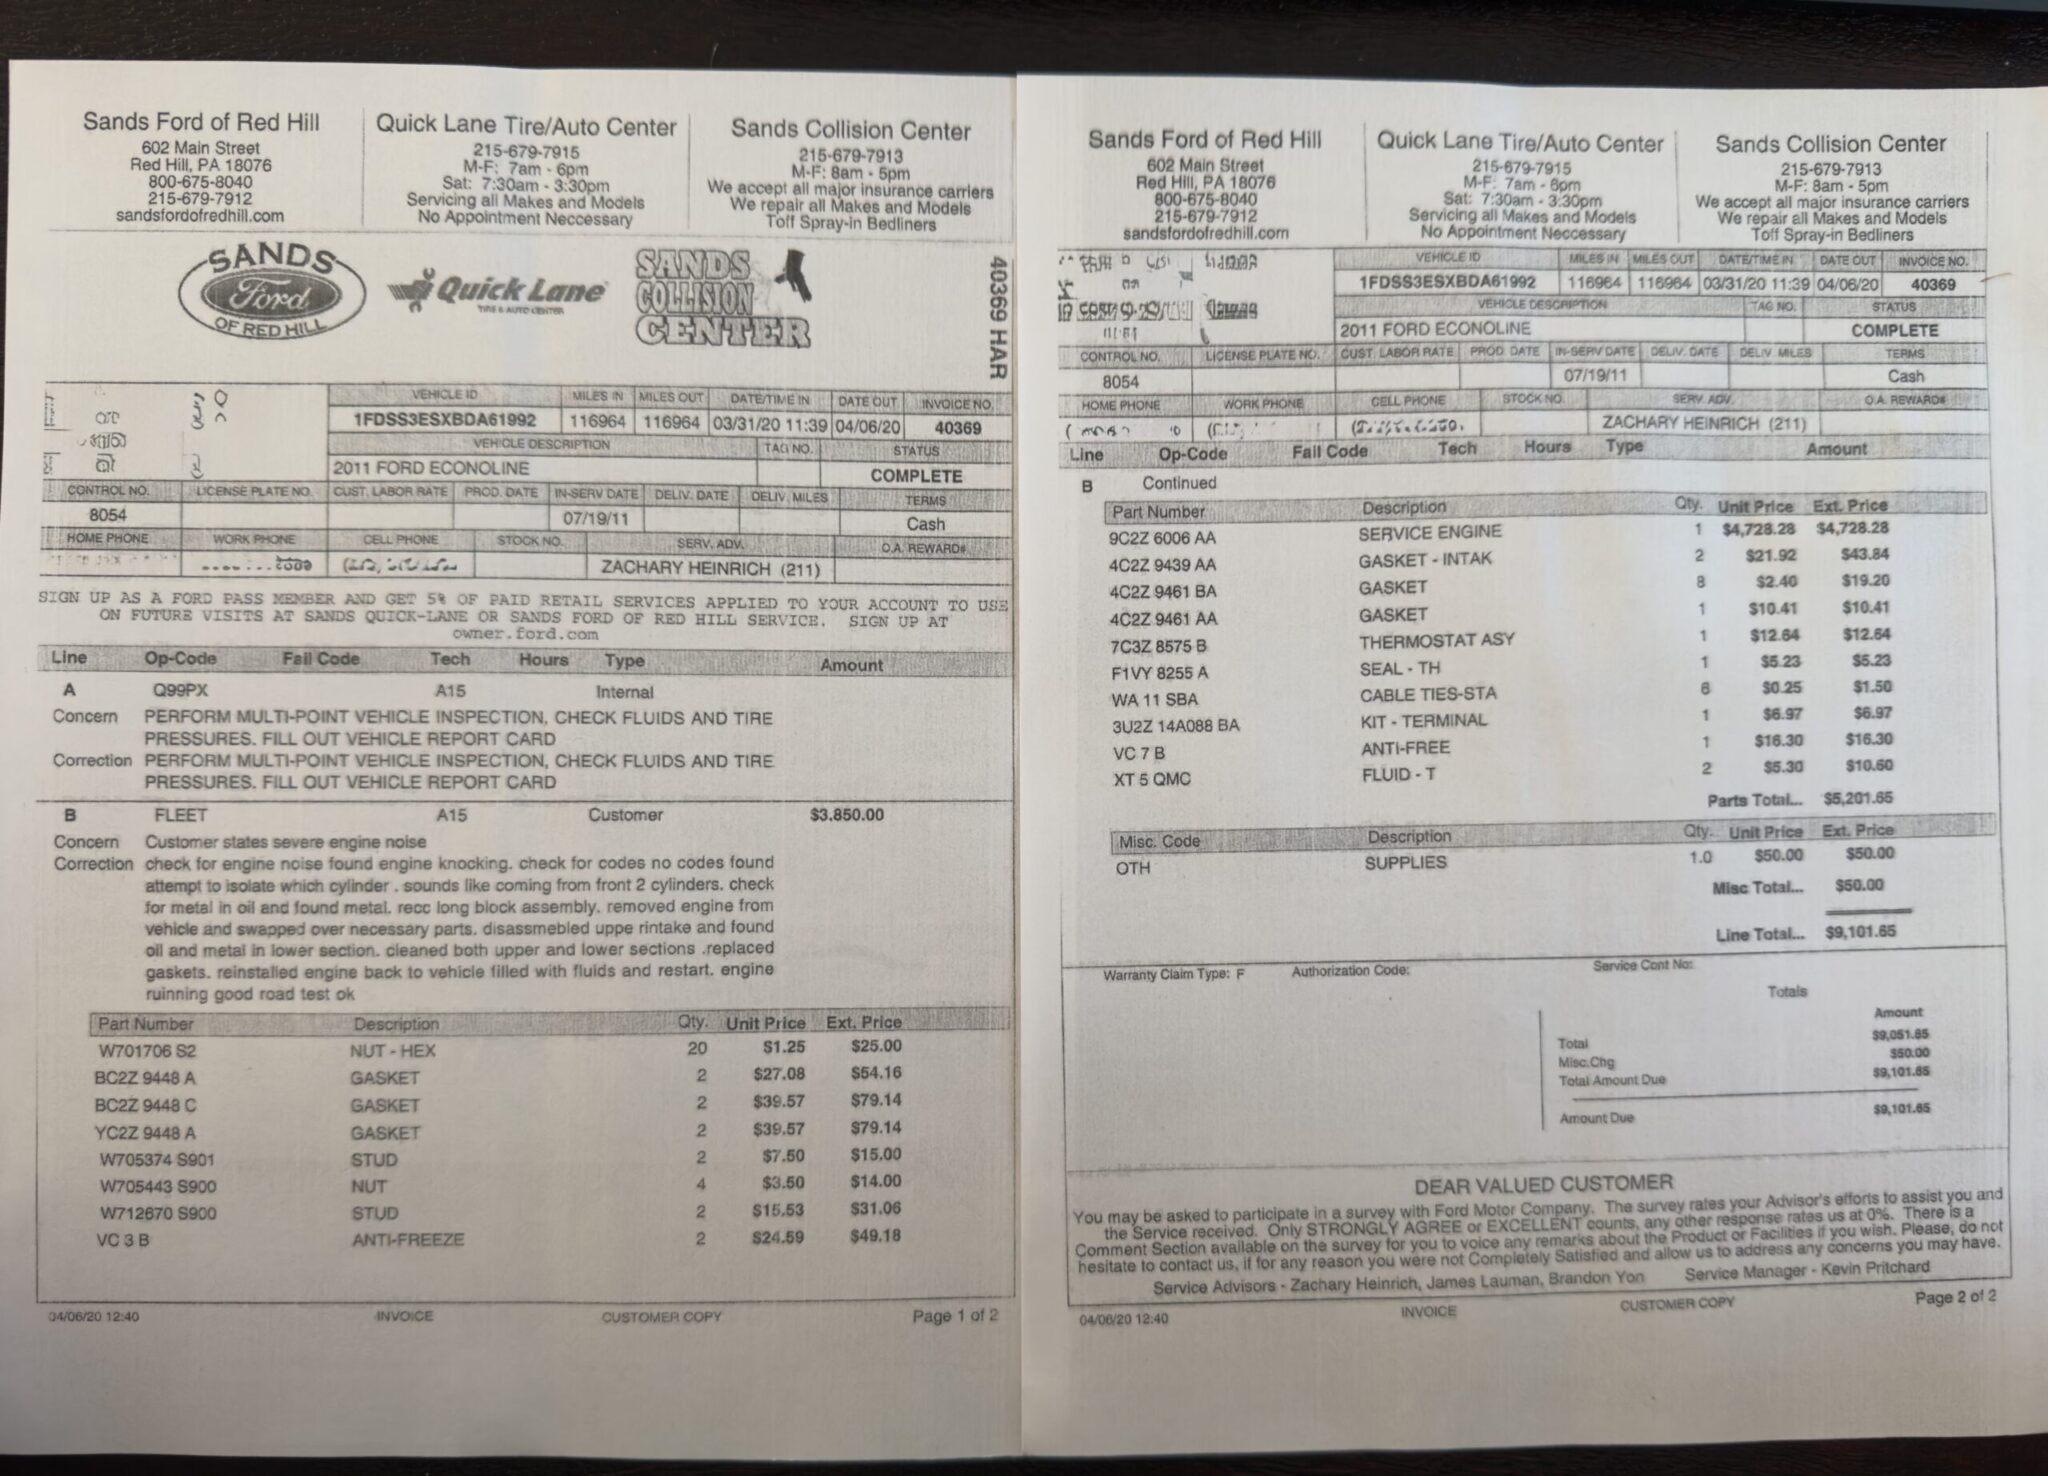 Sands Ford of Red Hill
602 Main Street
Red Hill, PA 18076
800-675-8040
215-679-7912
sandsfordofredhill.com
Quick Lane Tire/Auto Center
215-679-7915
M-F: 7am - 6pm
Sat: 7:30am - 3:30pm
Servicing all Makes and Models
No Appointment Neccessary
Sands Collision Center
215-679-7913
M-F: 8am - 5pm
We accept all major insurance carriers
We repair all Makes and Models
Toff Spray-in Bedliners
SANDS
Ford
OF RED HILL
Quick Lane
TIRE & AUTO CENTER
SANDS
COLLISION
CENTER
40369 HAR
VEHICLE ID MILES IN MILES OUT DATE/TIME IN DATE OUT INVOICE NO.
1FDSS3ESXBDA61992 116964 116964 03/31/20 11:39 04/06/20 40369
VEHICLE DESCRIPTION TAG NO. STATUS
2011 FORD ECONOLINE COMPLETE
CONTROL NO. LICENSE PLATE NO. CUST. LABOR RATE PROD. DATE IN-SERV DATE DELIV. DATE DELIV. MILES TERMS
8054 07/19/11 Cash
HOME PHONE WORK PHONE CELL PHONE STOCK NO. SERV. ADV. O.A. REWARD#
ZACHARY HEINRICH (211)
SIGN UP AS A FORD PASS MEMBER AND GET 5% OF PAID RETAIL SERVICES APPLIED TO YOUR ACCOUNT TO USE
ON FUTURE VISITS AT SANDS QUICK-LANE OR SANDS FORD OF RED HILL SERVICE. SIGN UP AT
owner.ford.com
Line Op-Code Fail Code Tech Hours Type Amount
A Q99PX A15 Internal
Concern PERFORM MULTI-POINT VEHICLE INSPECTION, CHECK FLUIDS AND TIRE
PRESSURES. FILL OUT VEHICLE REPORT CARD
Correction PERFORM MULTI-POINT VEHICLE INSPECTION, CHECK FLUIDS AND TIRE
PRESSURES. FILL OUT VEHICLE REPORT CARD
B FLEET A15 Customer $3,850.00
Concern Customer states severe engine noise
Correction check for engine noise found engine knocking. check for codes no codes found
attempt to isolate which cylinder . sounds like coming from front 2 cylinders. check
for metal in oil and found metal. recc long block assembly. removed engine from
vehicle and swapped over necessary parts. disassmebled uppe rintake and found
oil and metal in lower section. cleaned both upper and lower sections .replaced
gaskets. reinstalled engine back to vehicle filled with fluids and restart. engine
ruinning good road test ok
Part Number Description Qty. Unit Price Ext. Price
W701706 S2 NUT - HEX 20 $1.25 $25.00
BC2Z 9448 A GASKET 2 $27.08 $54.16
BC2Z 9448 C GASKET 2 $39.57 $79.14
YC2Z 9448 A GASKET 2 $39.57 $79.14
W705374 S901 STUD 2 $7.50 $15.00
W705443 S900 NUT 4 $3.50 $14.00
W712670 S900 STUD 2 $15.53 $31.06
VC 3 B ANTI-FREEZE 2 $24.59 $49.18
04/06/20 12:40 INVOICE CUSTOMER COPY Page 1 of 2
Sands Ford of Red Hill
602 Main Street
Red Hill, PA 18076
800-675-8040
215-679-7912
sandsfordofredhill.com
Quick Lane Tire/Auto Center
215-679-7915
M-F: 7am - 6pm
Sat: 7:30am - 3:30pm
Servicing all Makes and Models
No Appointment Neccessary
Sands Collision Center
215-679-7913
M-F: 8am - 5pm
We accept all major insurance carriers
We repair all Makes and Models
Toff Spray-in Bedliners
VEHICLE ID MILES IN MILES OUT DATE/TIME IN DATE OUT INVOICE NO.
1FDSS3ESXBDA61992 116964 116964 03/31/20 11:39 04/06/20 40369
VEHICLE DESCRIPTION TAG NO. STATUS
2011 FORD ECONOLINE COMPLETE
CONTROL NO. LICENSE PLATE NO. CUST. LABOR RATE PROD. DATE IN-SERV DATE DELIV. DATE DELIV. MILES TERMS
8054 07/19/11 Cash
HOME PHONE WORK PHONE CELL PHONE STOCK NO. SERV. ADV. O.A. REWARD#
ZACHARY HEINRICH (211)
Line Op-Code Fail Code Tech Hours Type Amount
B Continued
Part Number Description Qty. Unit Price Ext. Price
9C2Z 6006 AA SERVICE ENGINE 1 $4,728.28 $4,728.28
4C2Z 9439 AA GASKET - INTAK 2 $21.92 $43.84
4C2Z 9461 BA GASKET 8 $2.40 $19.20
4C2Z 9461 AA GASKET 1 $10.41 $10.41
7C3Z 8575 B THERMOSTAT ASY 1 $12.64 $12.64
F1VY 8255 A SEAL - TH 1 $5.23 $5.23
WA 11 SBA CABLE TIES-STA 6 $0.25 $1.50
3U2Z 14A088 BA KIT - TERMINAL 1 $6.97 $6.97
VC 7 B ANTI-FREE 1 $16.30 $16.30
XT 5 QMC FLUID - T 2 $5.30 $10.60
Parts Total... $5,201.65
Misc. Code Description Qty. Unit Price Ext. Price
OTH SUPPLIES 1.0 $50.00 $50.00
Misc Total... $50.00
Line Total... $9,101.65
Warranty Claim Type: F Authorization Code: Service Cont No:
Totals
Amount
Total $9,051.65
Misc.Chg $50.00
Total Amount Due $9,101.65
Amount Due $9,101.65
DEAR VALUED CUSTOMER
You may be asked to participate in a survey with Ford Motor Company. The survey rates your Advisor's efforts to assist you and
the Service received. Only STRONGLY AGREE or EXCELLENT counts, any other response rates us at 0%. There is a
Comment Section available on the survey for you to voice any remarks about the Product or Facilities if you wish. Please, do not
hesitate to contact us, if for any reason you were not Completely Satisfied and allow us to address any concerns you may have.
Service Advisors - Zachary Heinrich, James Lauman, Brandon Yon Service Manager - Kevin Pritchard
04/06/20 12:40 INVOICE CUSTOMER COPY Page 2 of 2